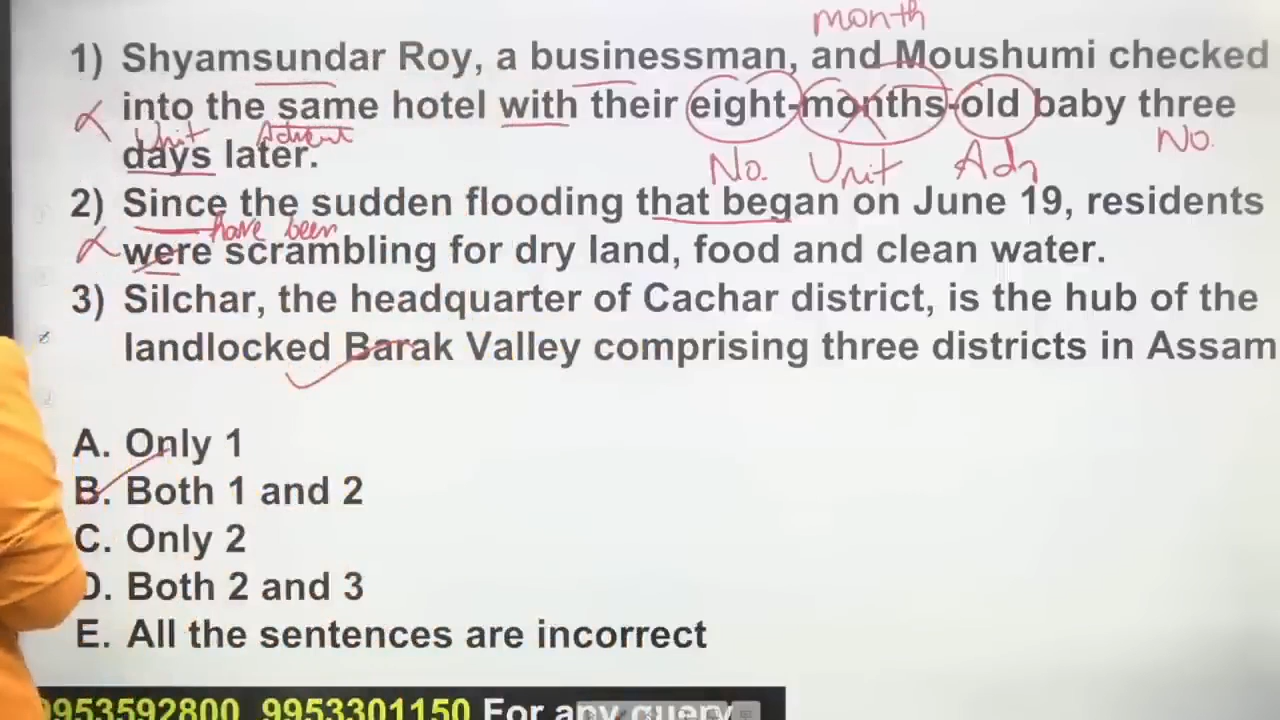 month
1) Shyamsundar Roy, a businessman, and Moushumi checked
into the same hotel with their eight-months-old baby three
Unit Advent No. Unit Adj No.
days later.
2) Since the sudden flooding that began on June 19, residents
have been
were scrambling for dry land, food and clean water.
3) Silchar, the headquarter of Cachar district, is the hub of the
landlocked Barak Valley comprising three districts in Assam
A. Only 1
B. Both 1 and 2
C. Only 2
D. Both 2 and 3
E. All the sentences are incorrect
9953592800, 9953301150 For any query